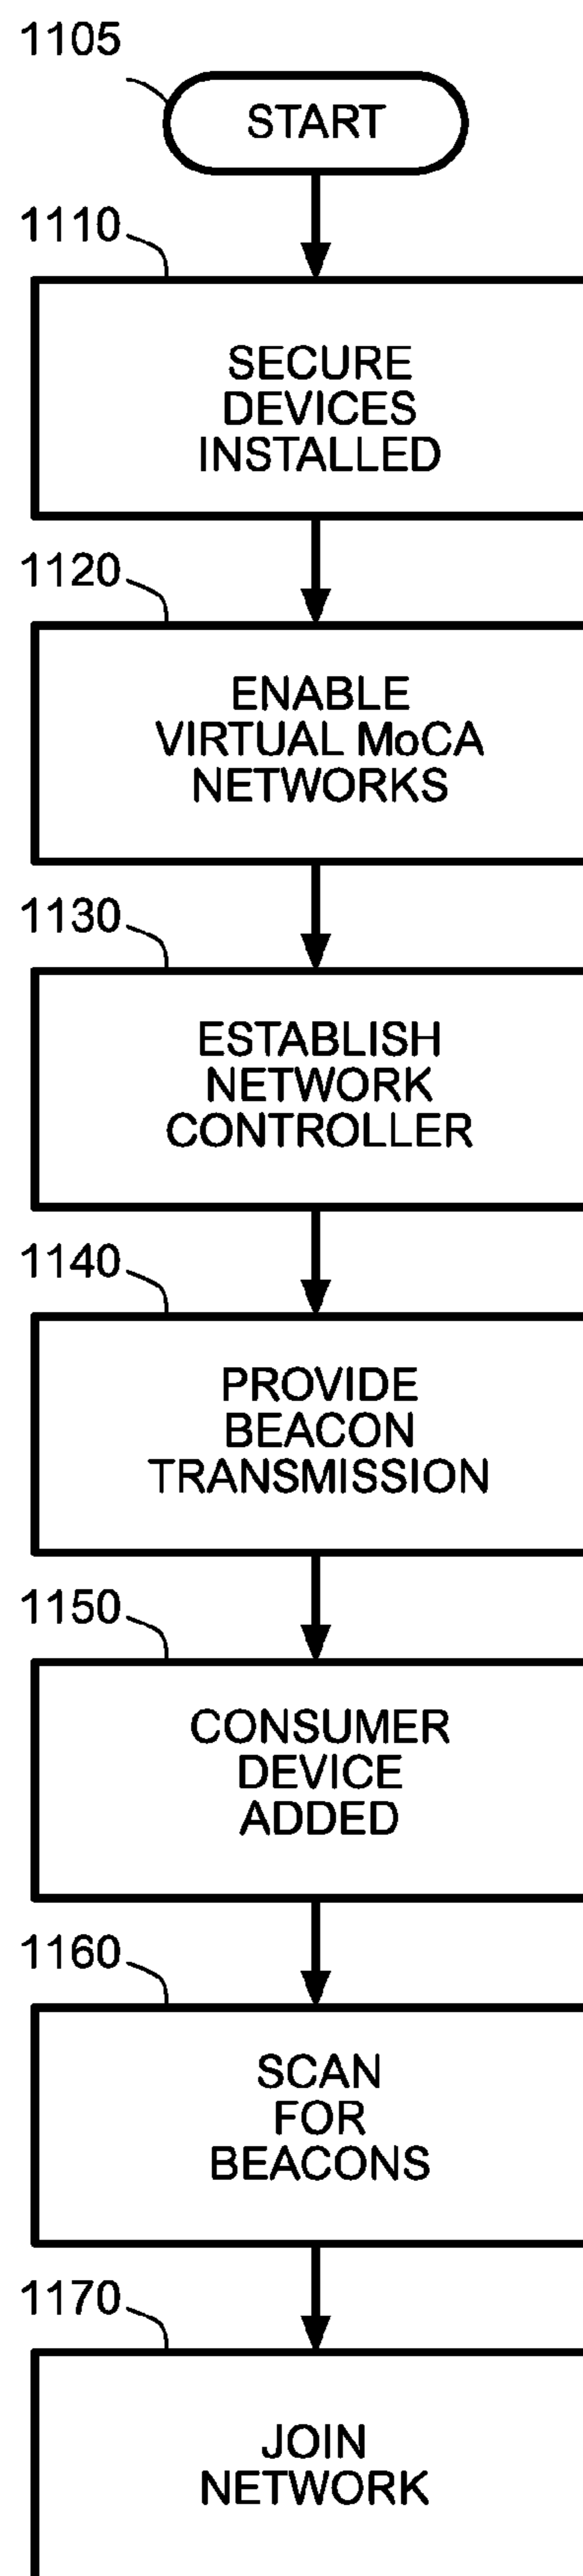 1105
START
1110
SECURE
DEVICES
INSTALLED
1120
ENABLE
VIRTUAL MoCA
NETWORKS
1130
ESTABLISH
NETWORK
CONTROLLER
1140
PROVIDE
BEACON
TRANSMISSION
1150
CONSUMER
DEVICE
ADDED
1160
SCAN
FOR
BEACONS
1170
JOIN
NETWORK